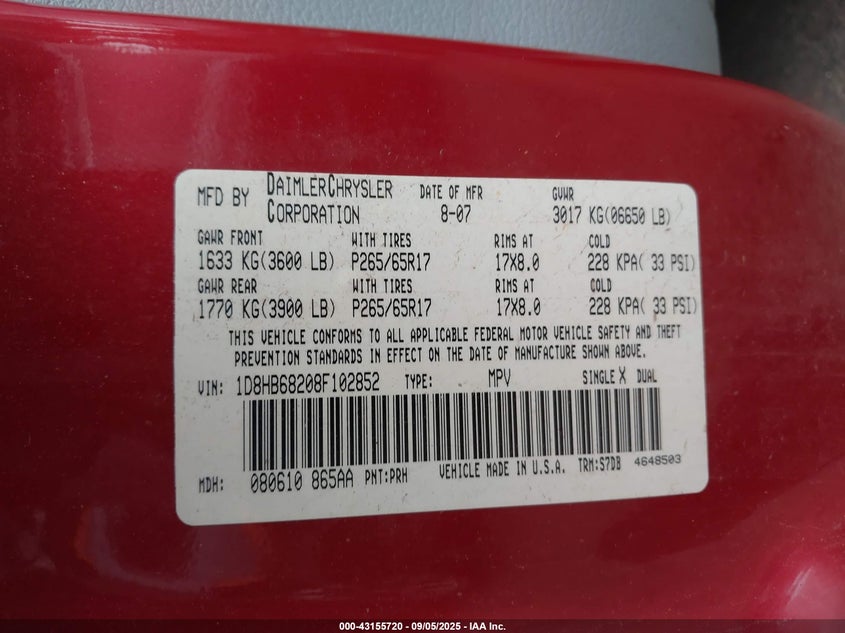 MFD BY DAIMLERCHRYSLER CORPORATION DATE OF MFR 8-07 GVWR 3017 KG(06650 LB)
GAWR FRONT WITH TIRES RIMS AT COLD
1633 KG(3600 LB) P265/65R17 17X8.0 228 KPA( 33 PSI)
GAWR REAR WITH TIRES RIMS AT COLD
1770 KG(3900 LB) P265/65R17 17X8.0 228 KPA( 33 PSI)
THIS VEHICLE CONFORMS TO ALL APPLICABLE FEDERAL MOTOR VEHICLE SAFETY AND THEFT
PREVENTION STANDARDS IN EFFECT ON THE DATE OF MANUFACTURE SHOWN ABOVE.
VIN: 1D8HB68208F102852 TYPE: MPV SINGLE X DUAL
MDH: 080610 865AA PNT:PRH VEHICLE MADE IN U.S.A. TRM:S7DB 4648503
000-43155720 - 09/05/2025 - IAA Inc.